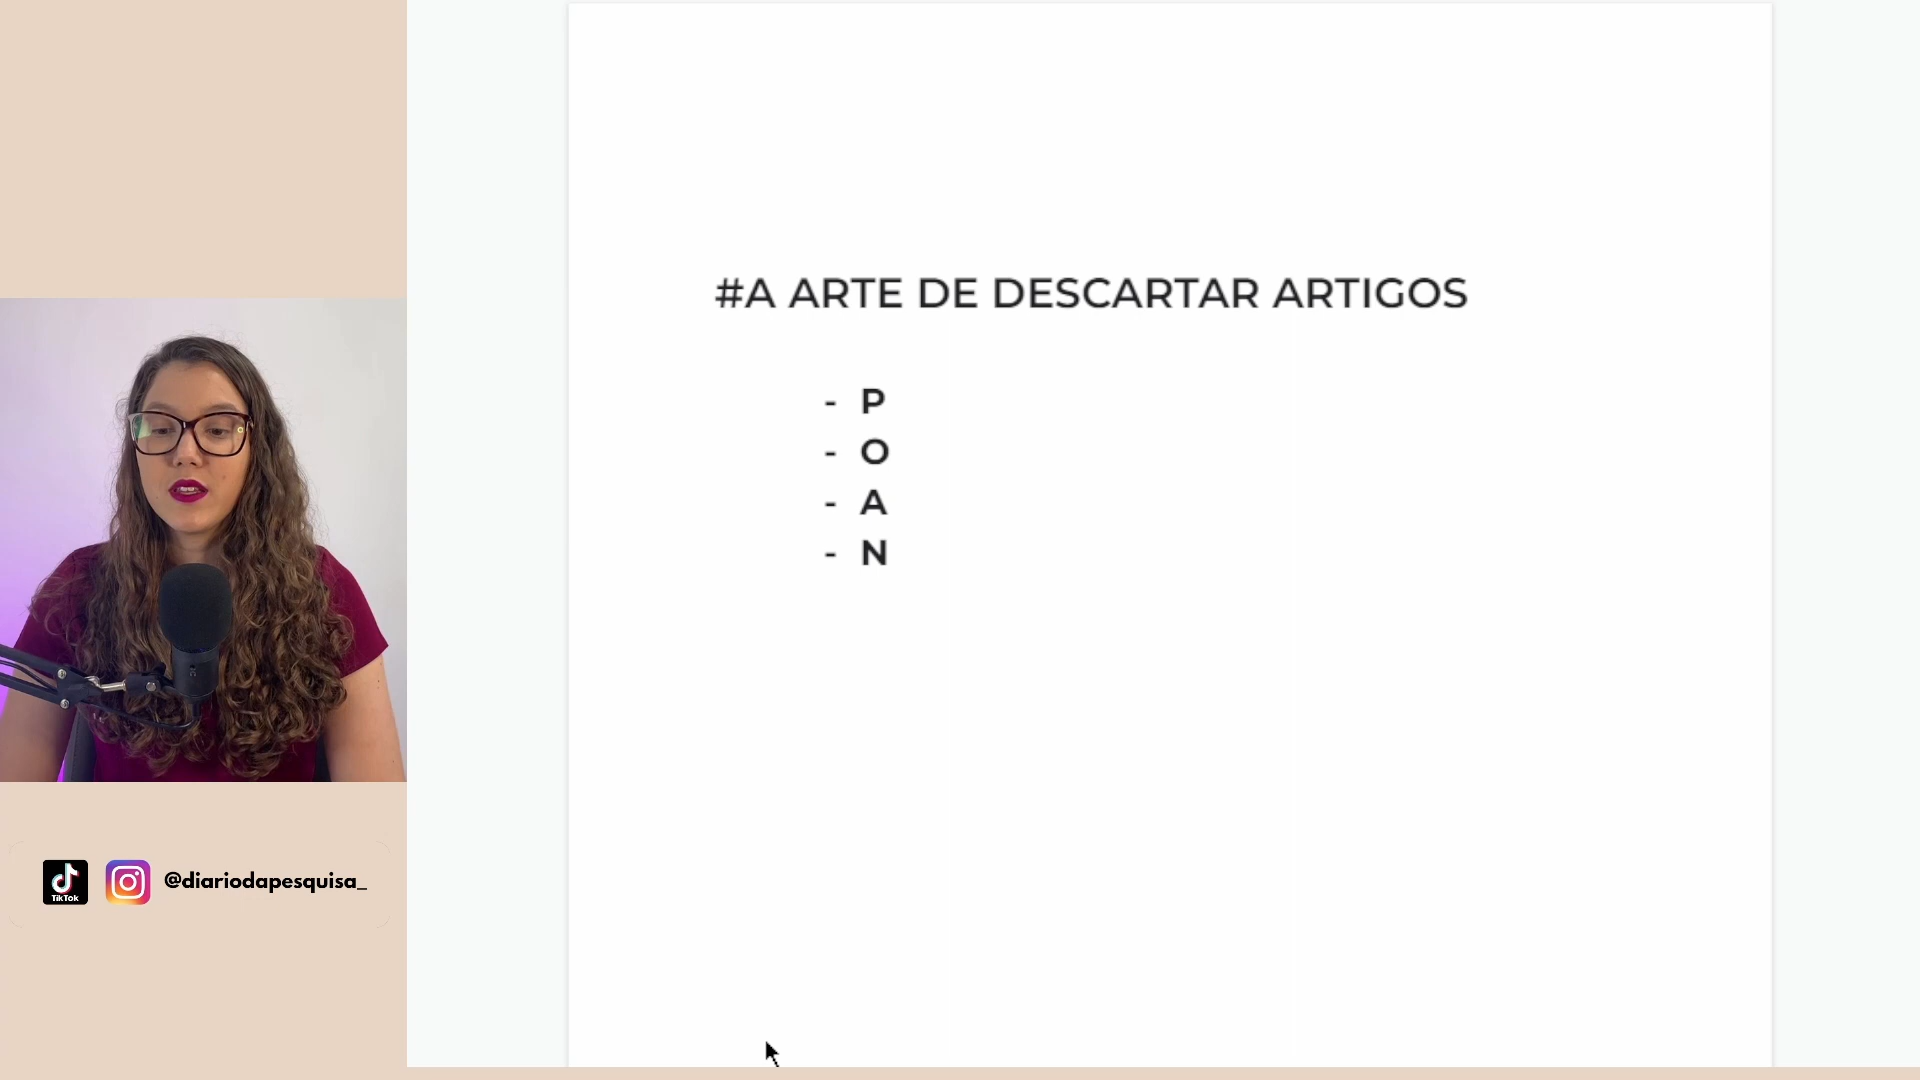 #A ARTE DE DESCARTAR ARTIGOS
- P
- O
- A
- N
TikTok
@diariodapesquisa_